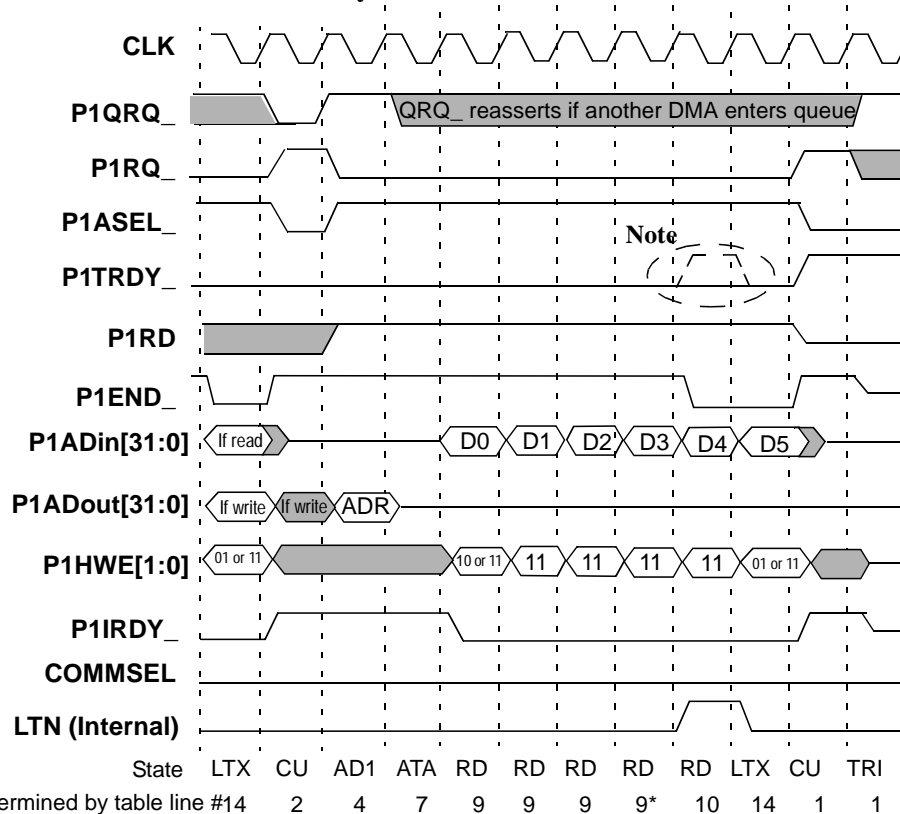 CLK
P1QRQ_ QRQ_ reasserts if another DMA enters queue
P1RQ_
P1ASEL_
Note
P1TRDY_
P1RD
P1END_
P1ADin[31:0] If read D0 D1 D2 D3 D4 D5
P1ADout[31:0] If write If write ADR
P1HWE[1:0] 01 or 11 10 or 11 11 11 11 11 01 or 11
P1IRDY_
COMMSEL
LTN (Internal)
State LTX CU AD1 ATA RD RD RD RD RD LTX CU TRI
ermined by table line #14 2 4 7 9 9 9 9* 10 14 1 1